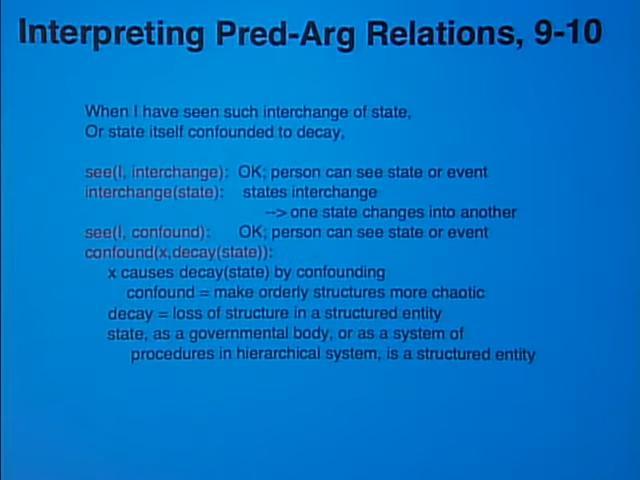 Interpreting Pred-Arg Relations, 9-10
When I have seen such interchange of state,
Or state itself confounded to decay,
see(I, interchange): OK; person can see state or event
interchange(state): states interchange
--> one state changes into another
see(I, confound): OK; person can see state or event
confound(x,decay(state)):
x causes decay(state) by confounding
confound = make orderly structures more chaotic
decay = loss of structure in a structured entity
state, as a governmental body, or as a system of
procedures in hierarchical system, is a structured entity